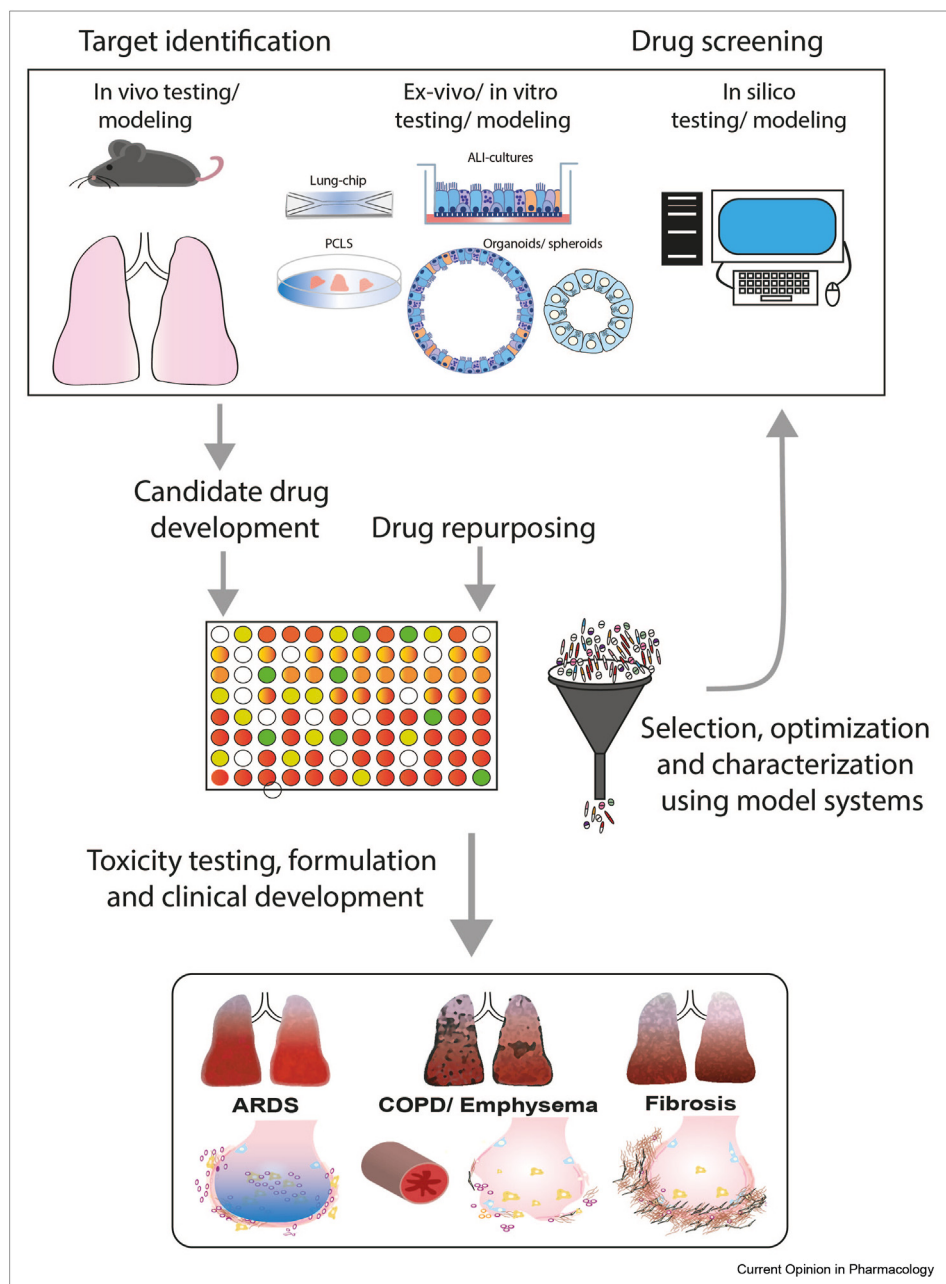 Target identification
Drug screening
In vivo testing/
modeling
Ex-vivo/ in vitro
testing/ modeling
In silico
testing/ modeling
ALI-cultures
Lung-chip
PCLS
Organoids/ spheroids
Candidate drug
development
Drug repurposing
Selection, optimization
and characterization
using model systems
Toxicity testing, formulation
and clinical development
ARDS
COPD/ Emphysema
Fibrosis
Current Opinion in Pharmacology